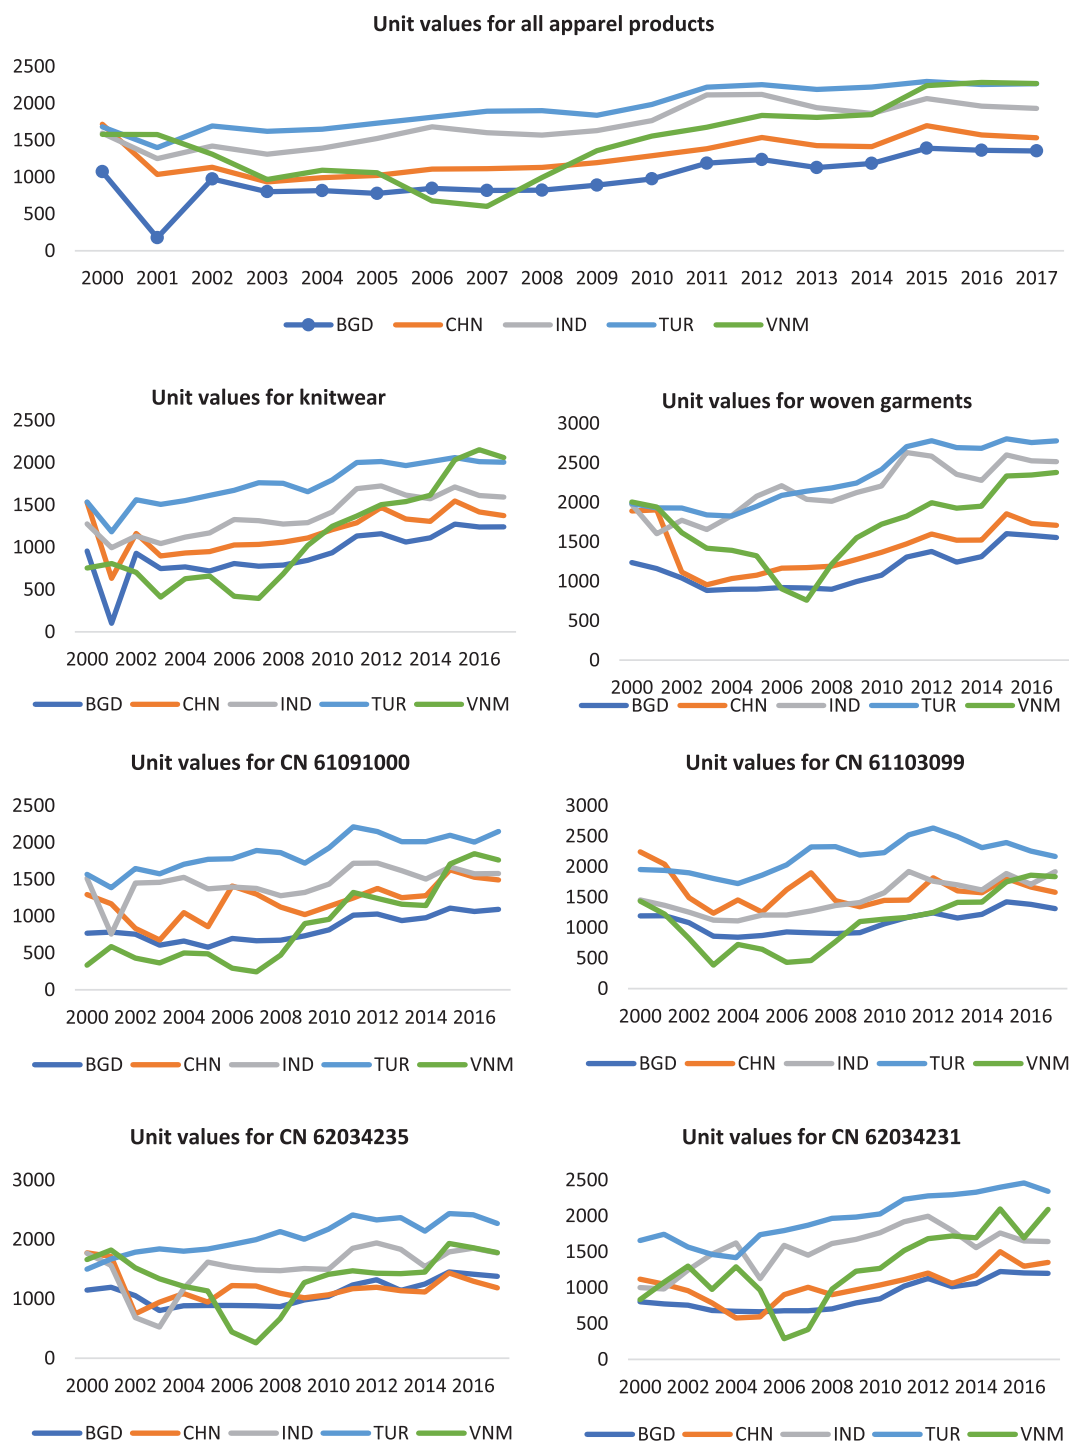 Unit values for all apparel products
2500
2000
1500
1000
500
0
2000 2001 2002 2003 2004 2005 2006 2007 2008 2009 2010 2011 2012 2013 2014 2015 2016 2017
BGD CHN IND TUR VNM
Unit values for knitwear
2500
2000
1500
1000
500
0
2000 2002 2004 2006 2008 2010 2012 2014 2016
BGD CHN IND TUR VNM
Unit values for woven garments
3000
2500
2000
1500
1000
500
0
2000 2002 2004 2006 2008 2010 2012 2014 2016
BGD CHN IND TUR VNM
Unit values for CN 61091000
2500
2000
1500
1000
500
0
2000 2002 2004 2006 2008 2010 2012 2014 2016
BGD CHN IND TUR VNM
Unit values for CN 61103099
3000
2500
2000
1500
1000
500
0
2000 2002 2004 2006 2008 2010 2012 2014 2016
BGD CHN IND TUR VNM
Unit values for CN 62034235
3000
2000
1000
0
2000 2002 2004 2006 2008 2010 2012 2014 2016
BGD CHN IND TUR VNM
Unit values for CN 62034231
2500
2000
1500
1000
500
0
2000 2002 2004 2006 2008 2010 2012 2014 2016
BGD CHN IND TUR VNM